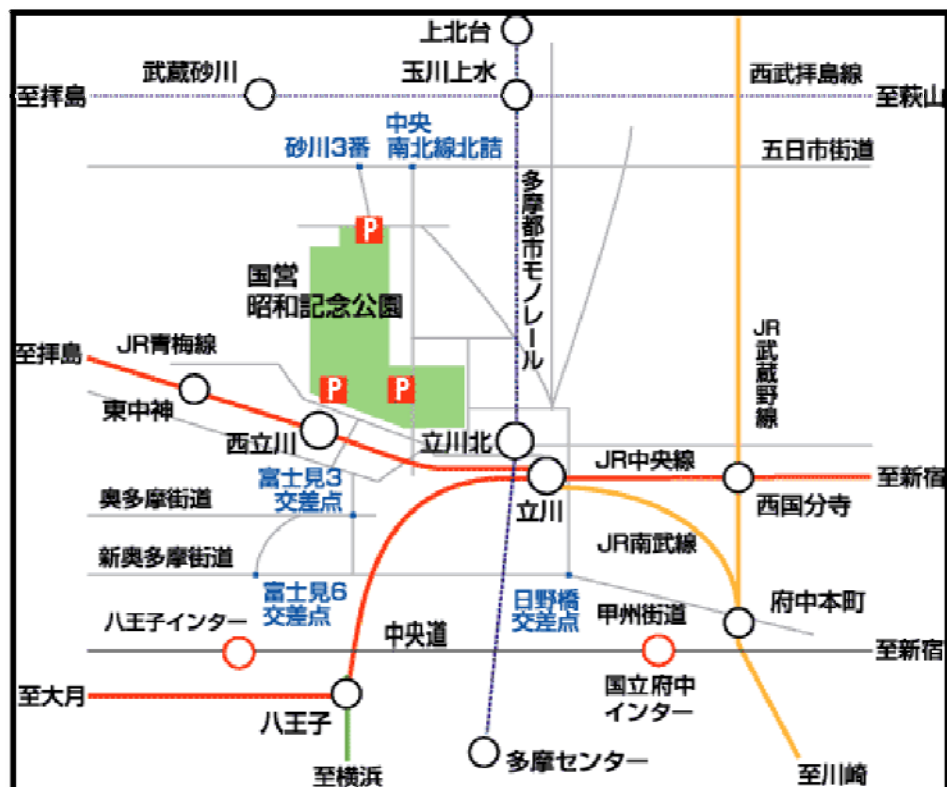 上北台
武蔵砂川
玉川上水
西武拝島線
至拝島
至萩山
砂川3番
中央
南北線北詰
五日市街道
多摩都市モノレール
P
国営
昭和記念公園
JR武蔵野線
至拝島
JR青梅線
P
P
東中神
西立川
立川北
JR中央線
至新宿
富士見3
交差点
立川
西国分寺
奥多摩街道
新奥多摩街道
JR南武線
富士見6
交差点
日野橋
交差点
甲州街道
府中本町
八王子インター
中央道
至新宿
国立府中
インター
至大月
八王子
多摩センター
至横浜
至川崎